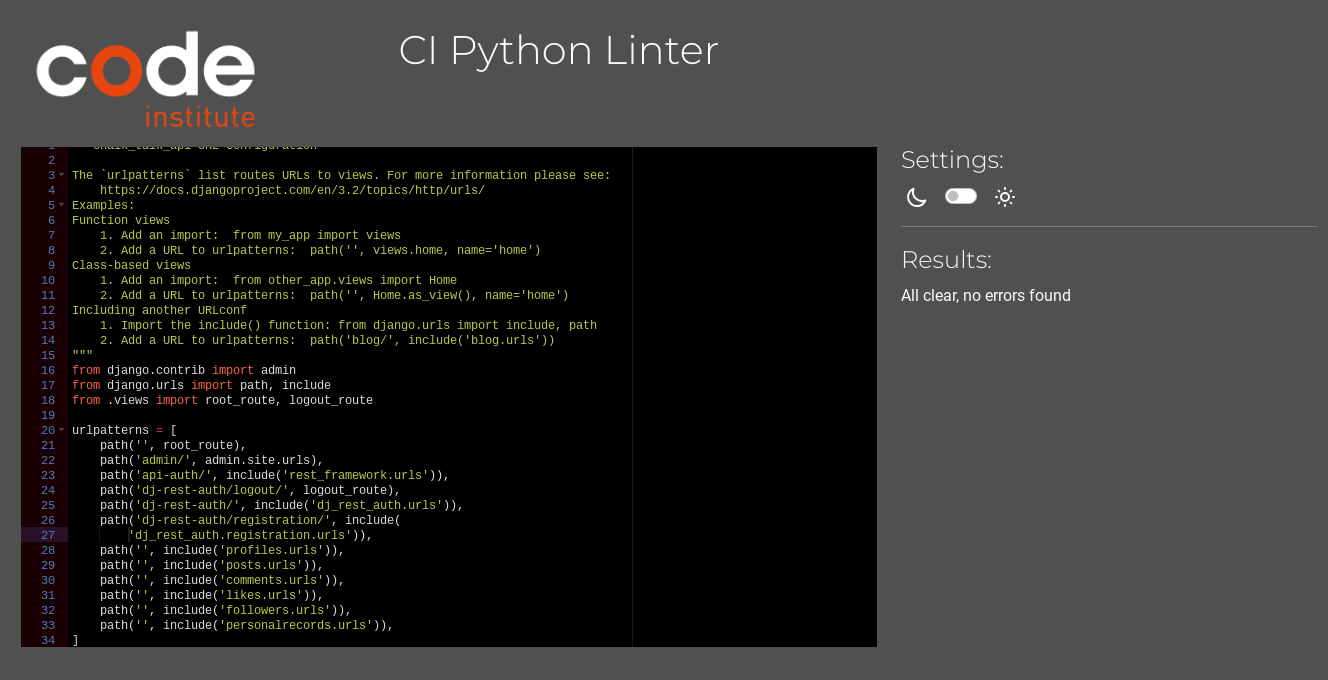 code
institute
CI Python Linter
1 """chalk_talk_api URL Configuration
2
3 The `urlpatterns` list routes URLs to views. For more information please see:
4     https://docs.djangoproject.com/en/3.2/topics/http/urls/
5 Examples:
6 Function views
7     1. Add an import:  from my_app import views
8     2. Add a URL to urlpatterns:  path('', views.home, name='home')
9 Class-based views
10     1. Add an import:  from other_app.views import Home
11     2. Add a URL to urlpatterns:  path('', Home.as_view(), name='home')
12 Including another URLconf
13     1. Import the include() function: from django.urls import include, path
14     2. Add a URL to urlpatterns:  path('blog/', include('blog.urls'))
15 """
16 from django.contrib import admin
17 from django.urls import path, include
18 from .views import root_route, logout_route
19
20 urlpatterns = [
21     path('', root_route),
22     path('admin/', admin.site.urls),
23     path('api-auth/', include('rest_framework.urls')),
24     path('dj-rest-auth/logout/', logout_route),
25     path('dj-rest-auth/', include('dj_rest_auth.urls')),
26     path('dj-rest-auth/registration/', include(
27         'dj_rest_auth.registration.urls')),
28     path('', include('profiles.urls')),
29     path('', include('posts.urls')),
30     path('', include('comments.urls')),
31     path('', include('likes.urls')),
32     path('', include('followers.urls')),
33     path('', include('personalrecords.urls')),
34 ]
Settings:
Results:
All clear, no errors found